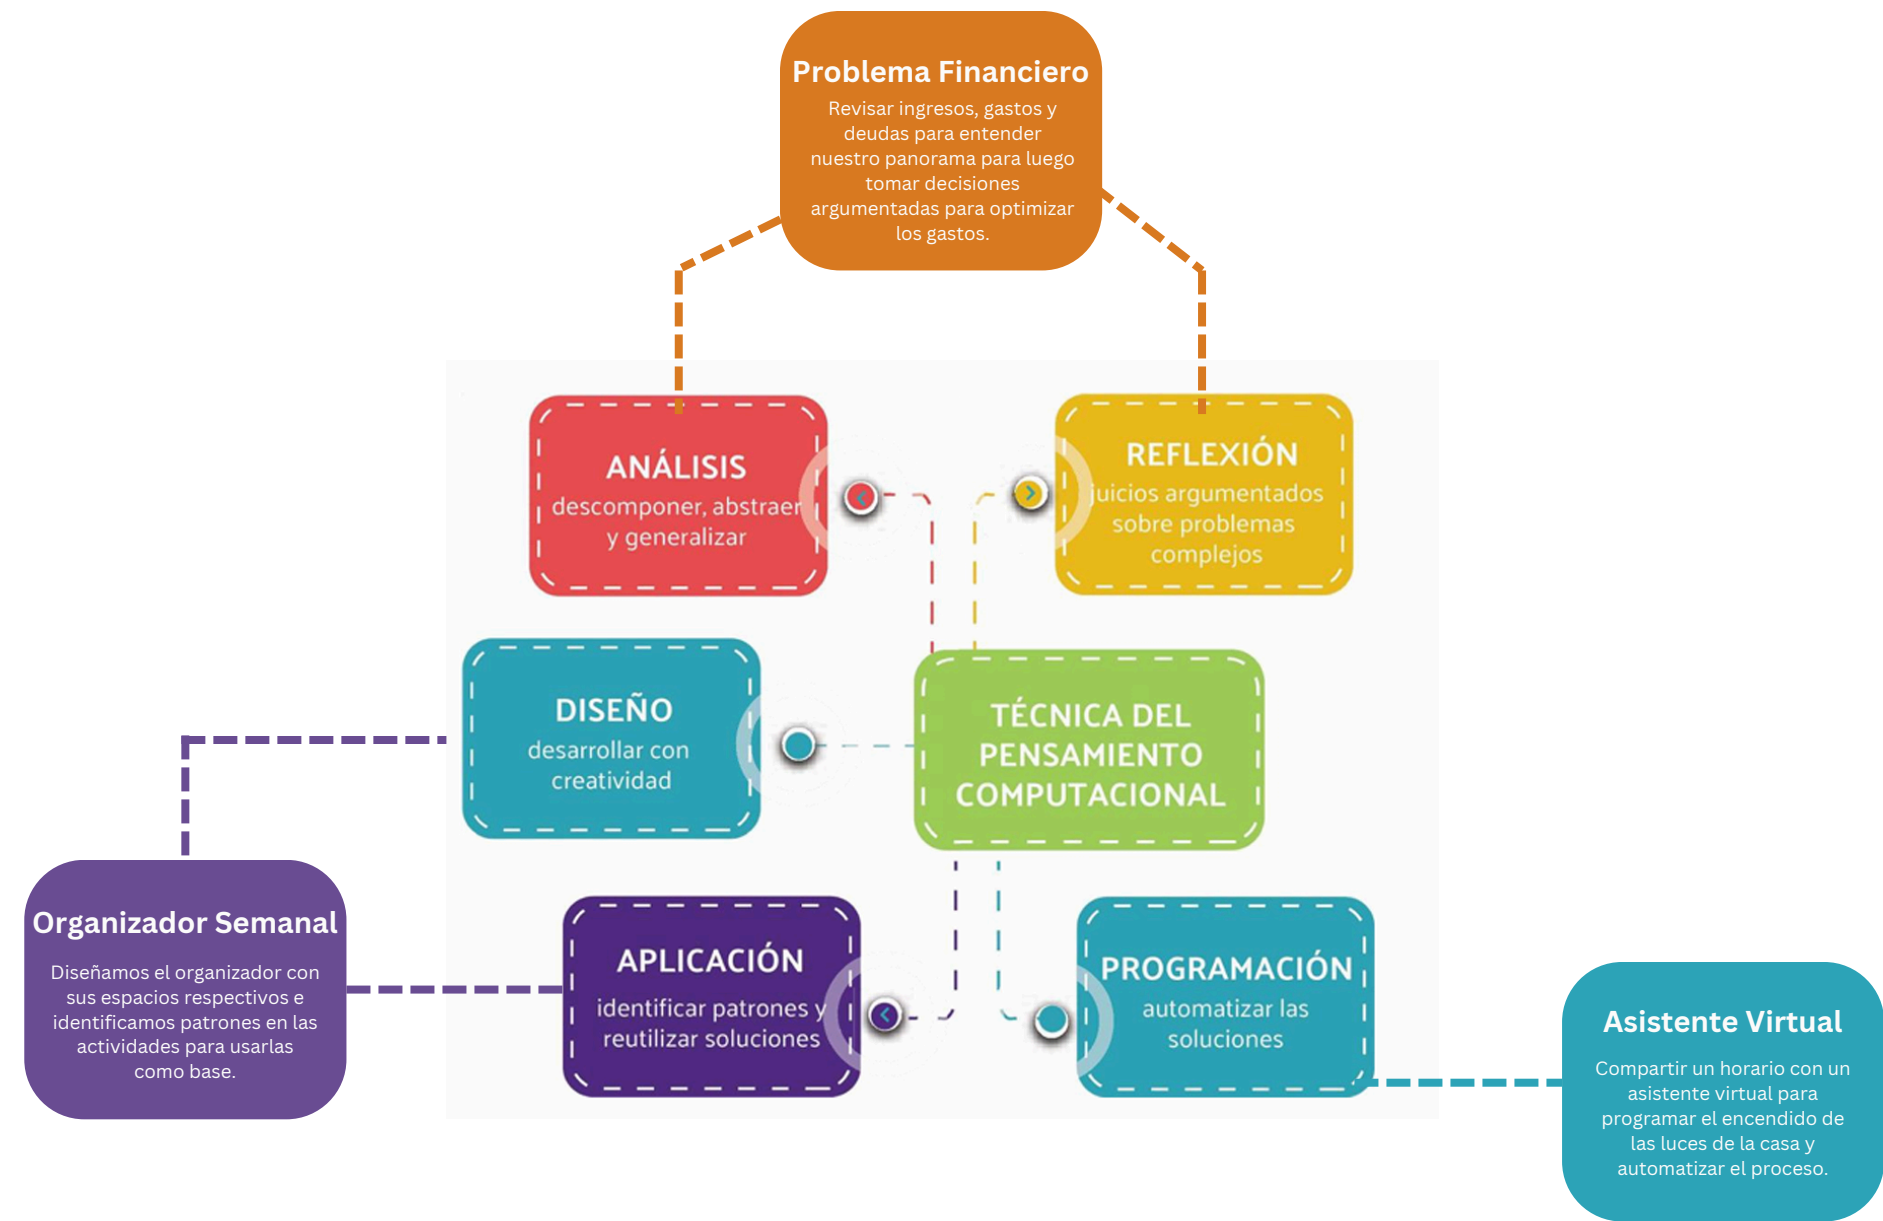 Problema Financiero
Revisar ingresos, gastos y
deudas para entender
nuestro panorama para luego
tomar decisiones
argumentadas para optimizar
los gastos.
ANÁLISIS
descomponer, abstraer
y generalizar
REFLEXIÓN
juicios argumentados
sobre problemas
complejos
DISEÑO
desarrollar con
creatividad
TÉCNICA DEL
PENSAMIENTO
COMPUTACIONAL
Organizador Semanal
Diseñamos el organizador con
sus espacios respectivos e
identificamos patrones en las
actividades para usarlas
como base.
APLICACIÓN
identificar patrones y
reutilizar soluciones
PROGRAMACIÓN
automatizar las
soluciones
Asistente Virtual
Compartir un horario con un
asistente virtual para
programar el encendido de
las luces de la casa y
automatizar el proceso.